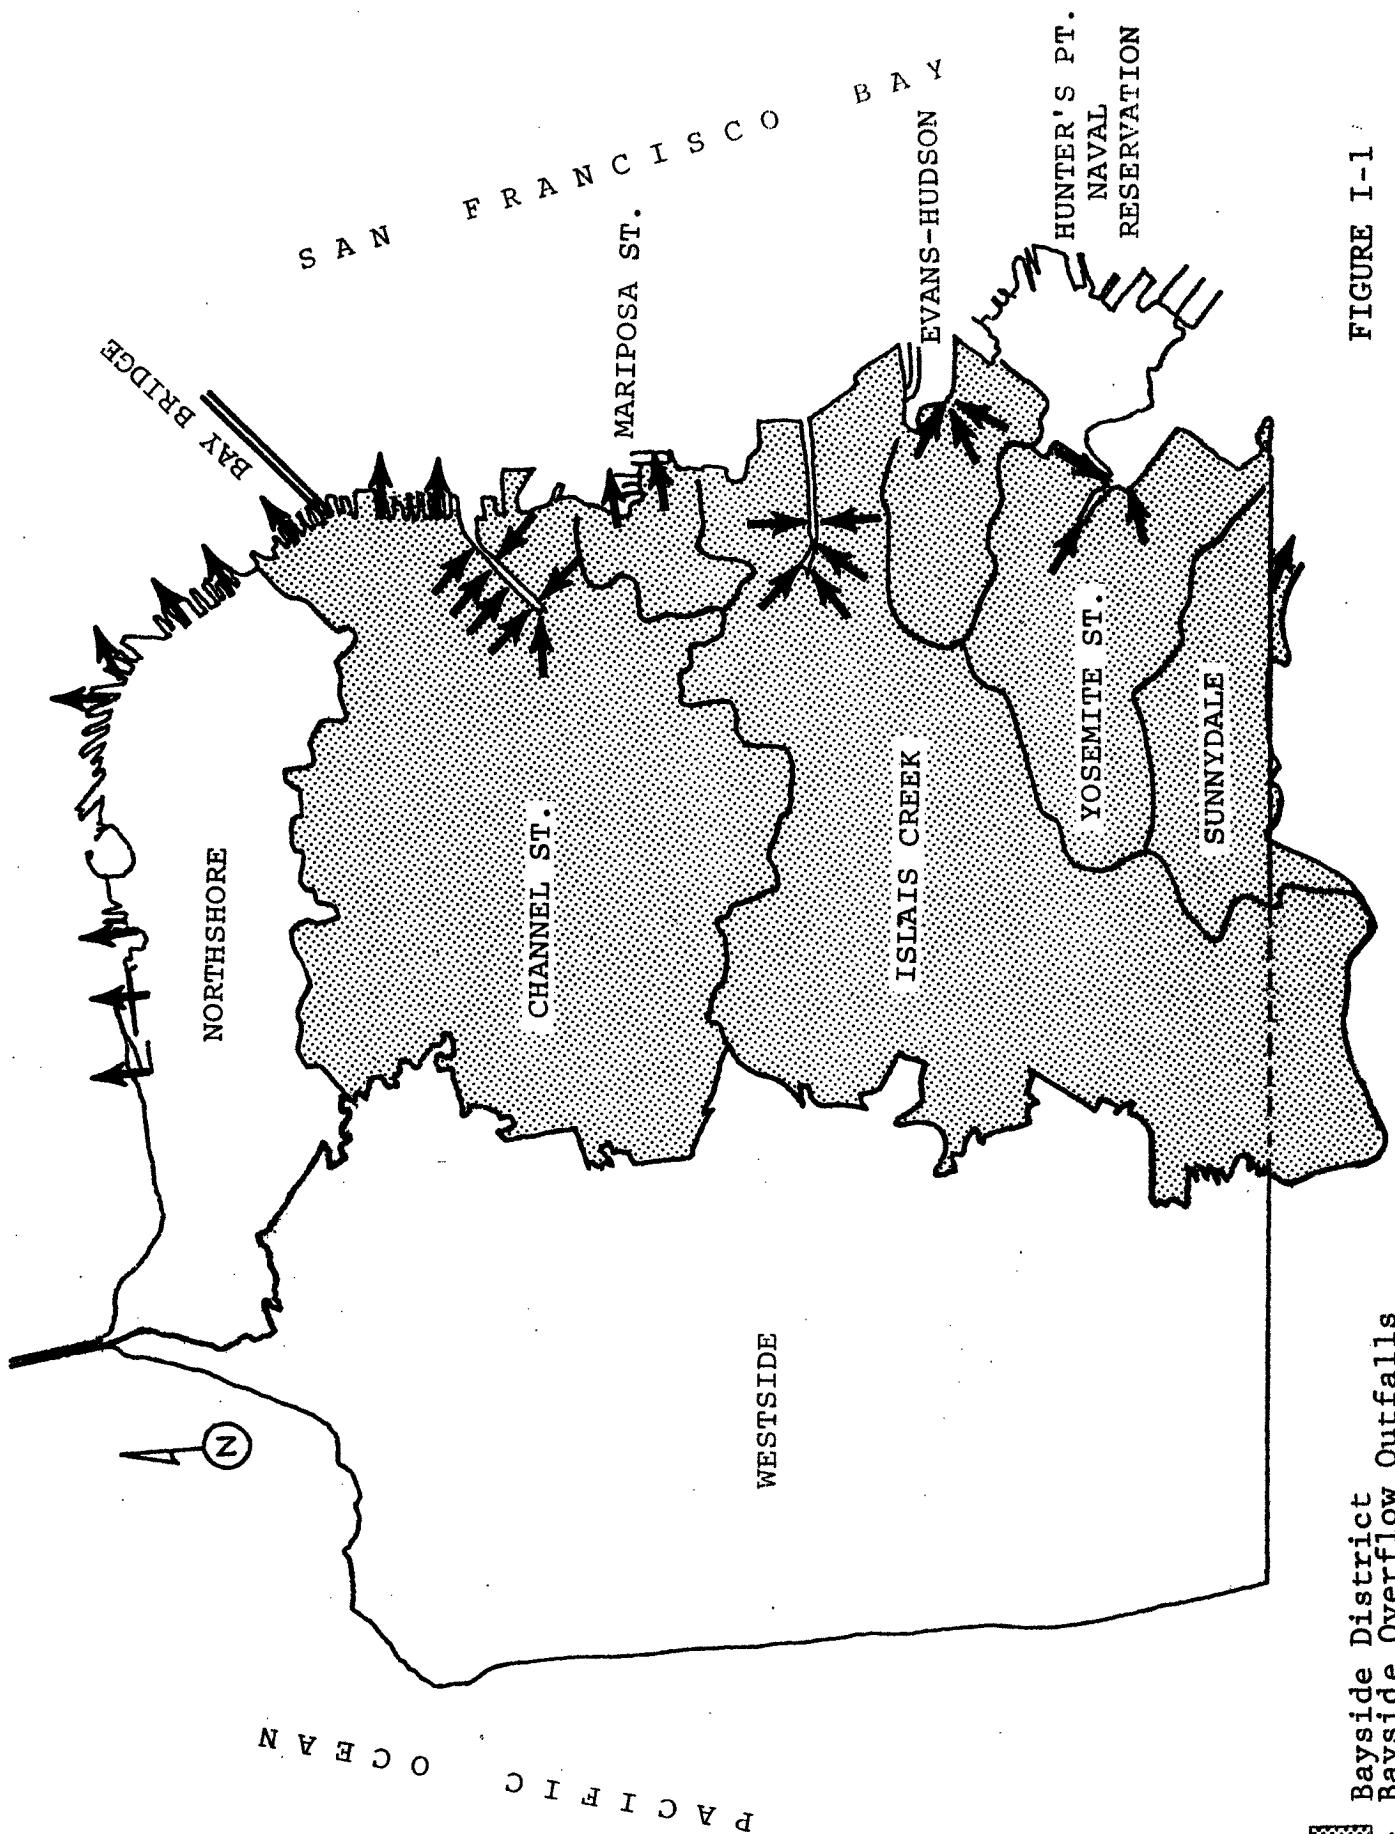 SAN FRANCISCO BAY
BAY BRIDGE
MARIPOSA ST.
EVANS-HUDSON
HUNTER'S PT.
NAVAL
RESERVATION
NORTHSHORE
CHANNEL ST.
ISLAIS CREEK
YOSEMITE ST.
SUNNYDALE
WESTSIDE
N
PACIFIC OCEAN
FIGURE I-1
Bayside District
Bayside Overflow Outfalls